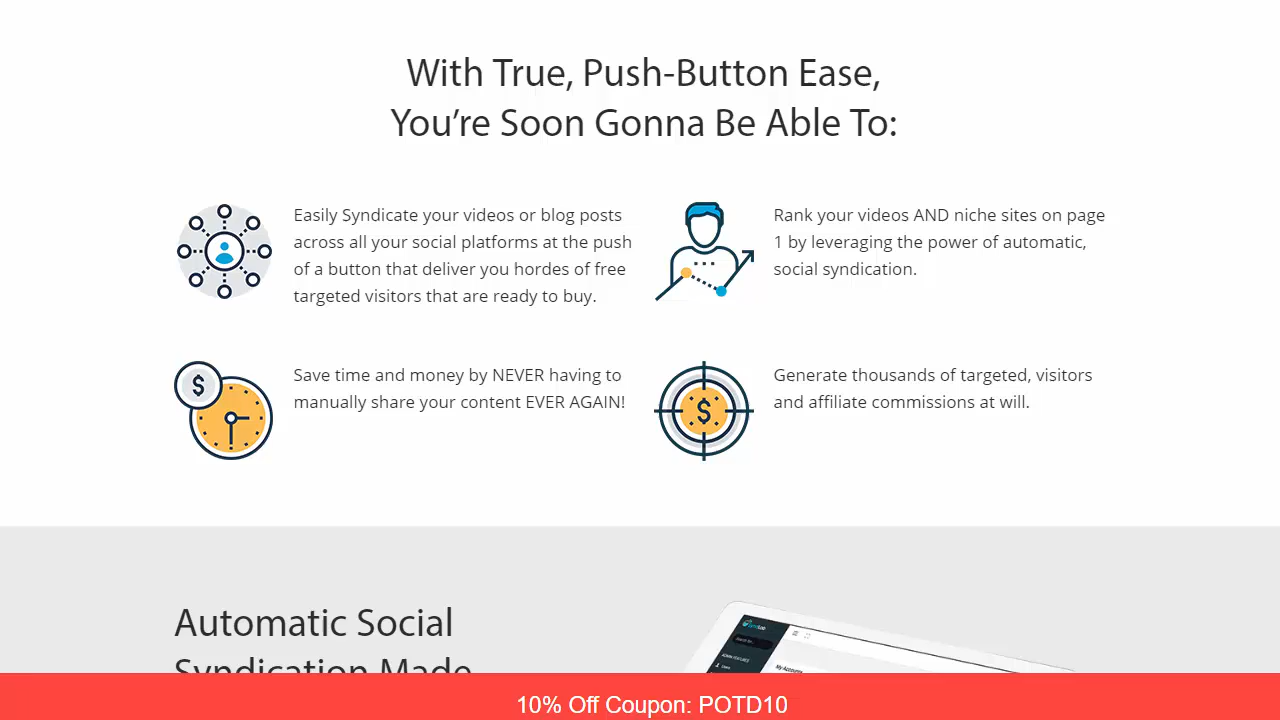 With True, Push-Button Ease,
You're Soon Gonna Be Able To:
Easily Syndicate your videos or blog posts
across all your social platforms at the push
of a button that deliver you hordes of free
targeted visitors that are ready to buy.
Rank your videos AND niche sites on page
1 by leveraging the power of automatic,
social syndication.
Save time and money by NEVER having to
manually share your content EVER AGAIN!
Generate thousands of targeted, visitors
and affiliate commissions at will.
Automatic Social
Syndication Made
My Accounts
10% Off Coupon: POTD10